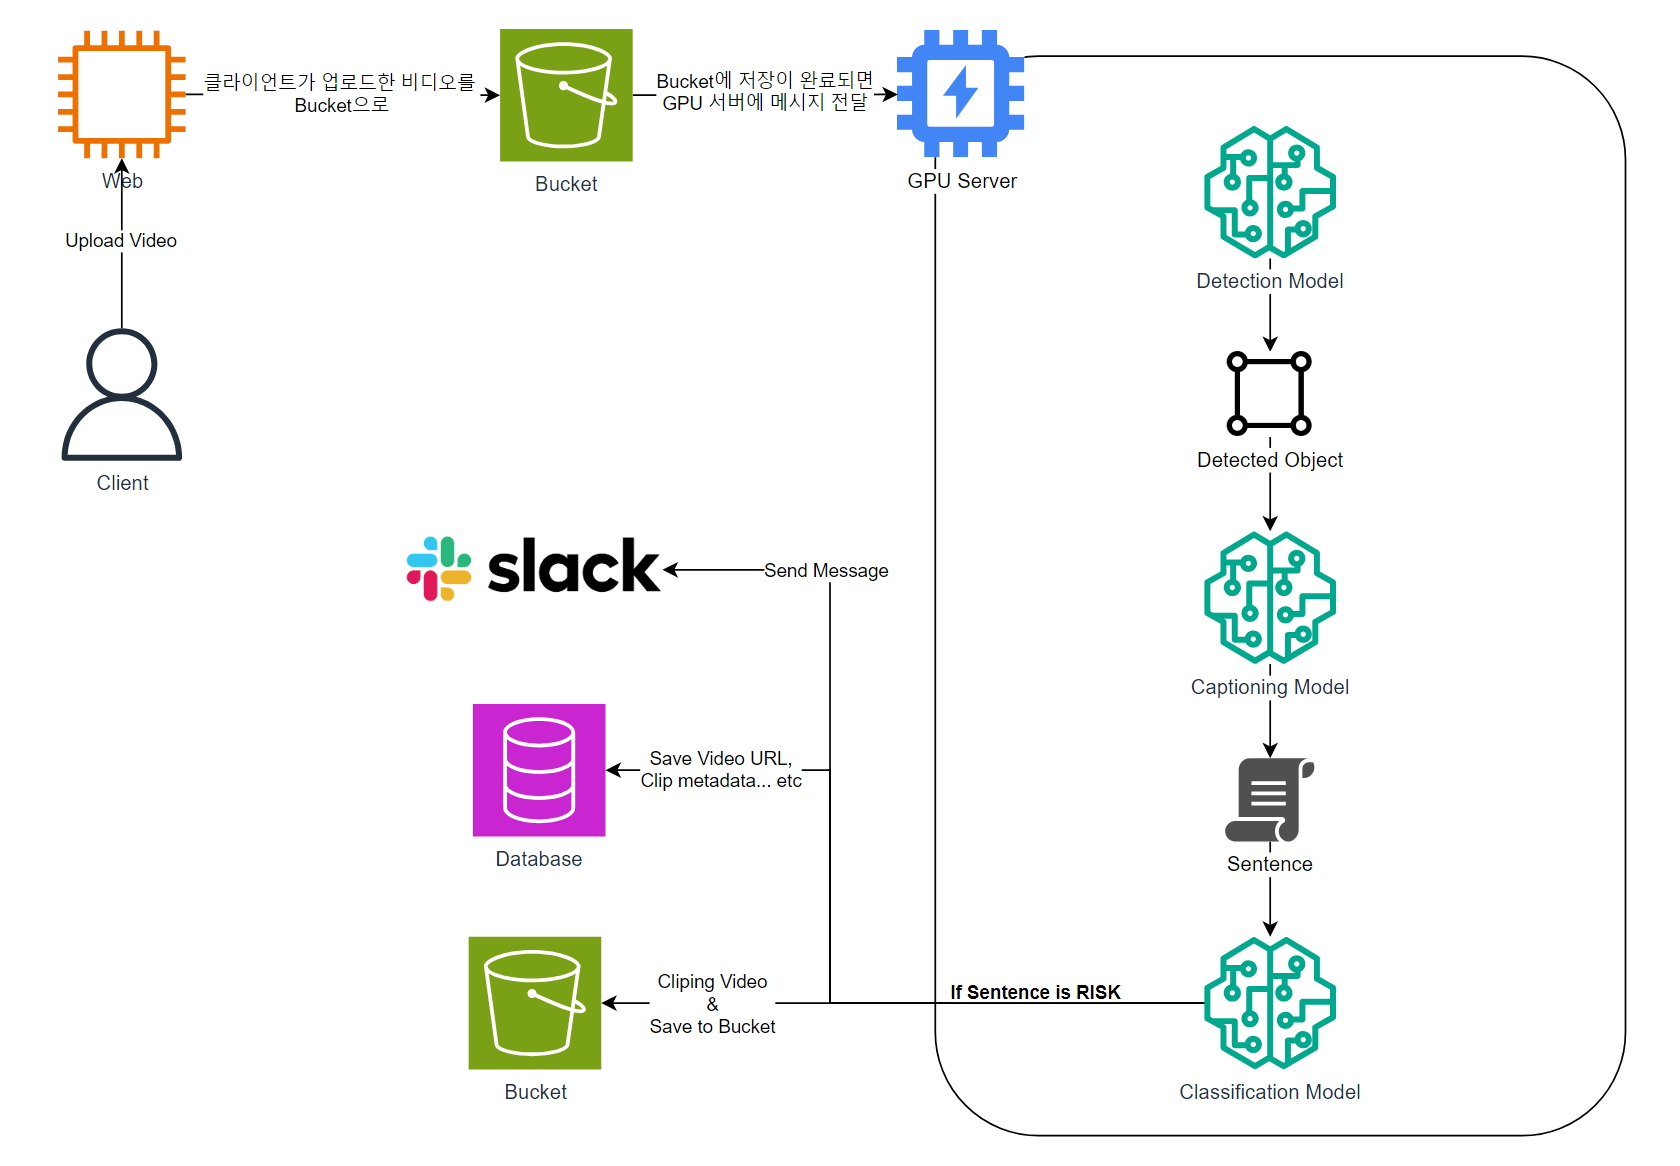 클라이언트가 업로드한 비디오를
Bucket으로
Bucket에 저장이 완료되면
GPU 서버에 메시지 전달
Web
Bucket
GPU Server
Upload Video
Client
Detection Model
Detected Object
slack
Send Message
Captioning Model
Save Video URL,
Clip metadata... etc
Database
Sentence
Cliping Video
&
Save to Bucket
If Sentence is RISK
Bucket
Classification Model